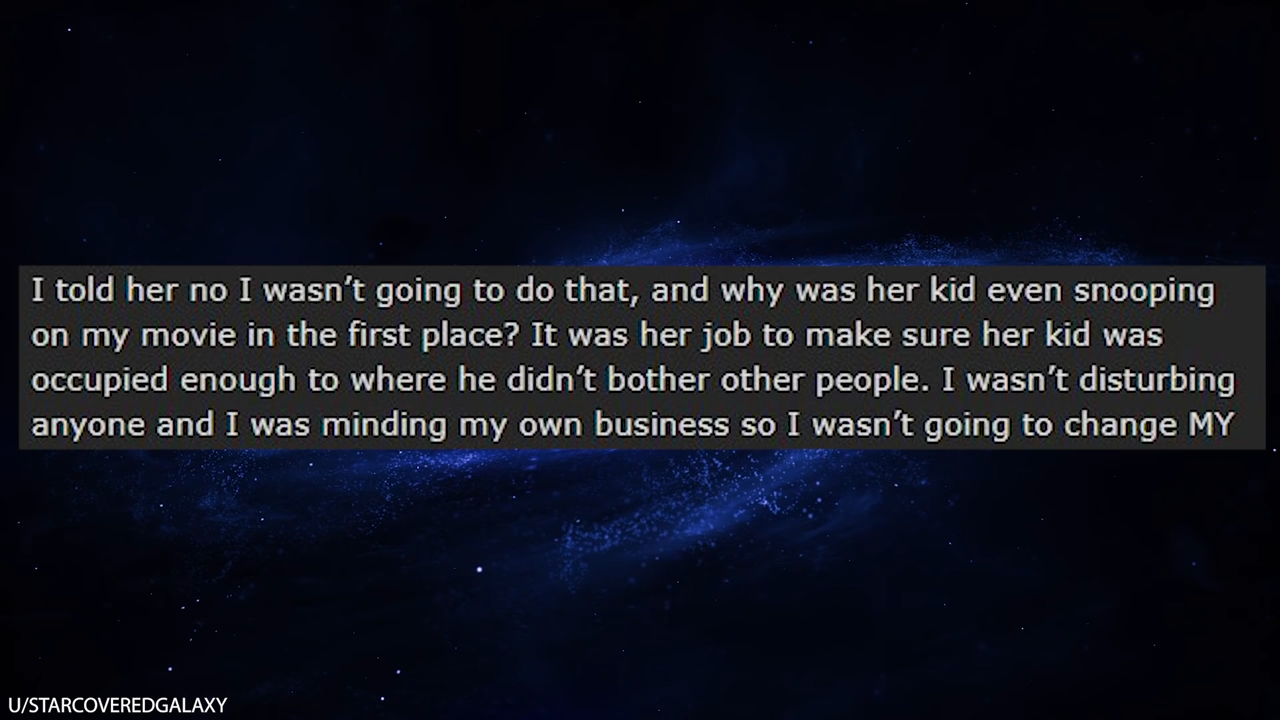 I told her no I wasn’t going to do that, and why was her kid even snooping
on my movie in the first place? It was her job to make sure her kid was
occupied enough to where he didn’t bother other people. I wasn’t disturbing
anyone and I was minding my own business so I wasn’t going to change MY
U/STARCOVEREDGALAXY